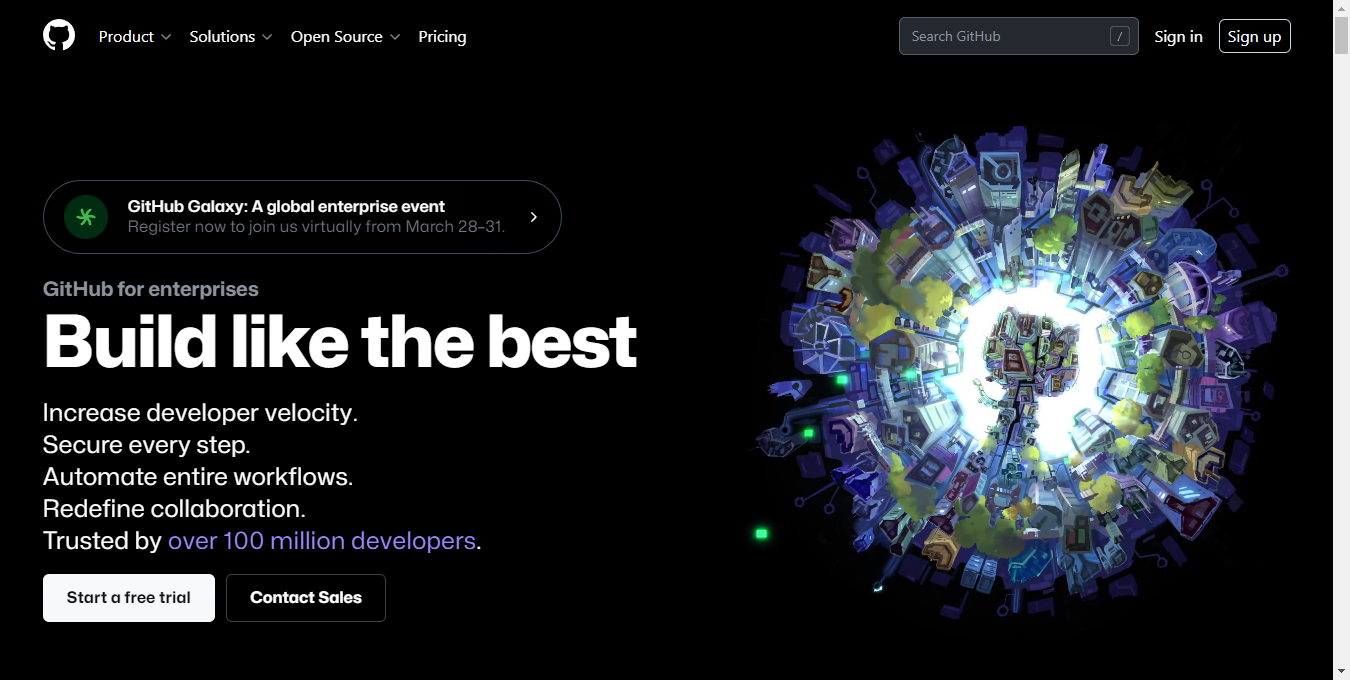 Product Solutions Open Source Pricing Search GitHub / Sign in Sign up
GitHub Galaxy: A global enterprise event
Register now to join us virtually from March 28–31.
GitHub for enterprises
Build like the best
Increase developer velocity.
Secure every step.
Automate entire workflows.
Redefine collaboration.
Trusted by over 100 million developers.
Start a free trial Contact Sales